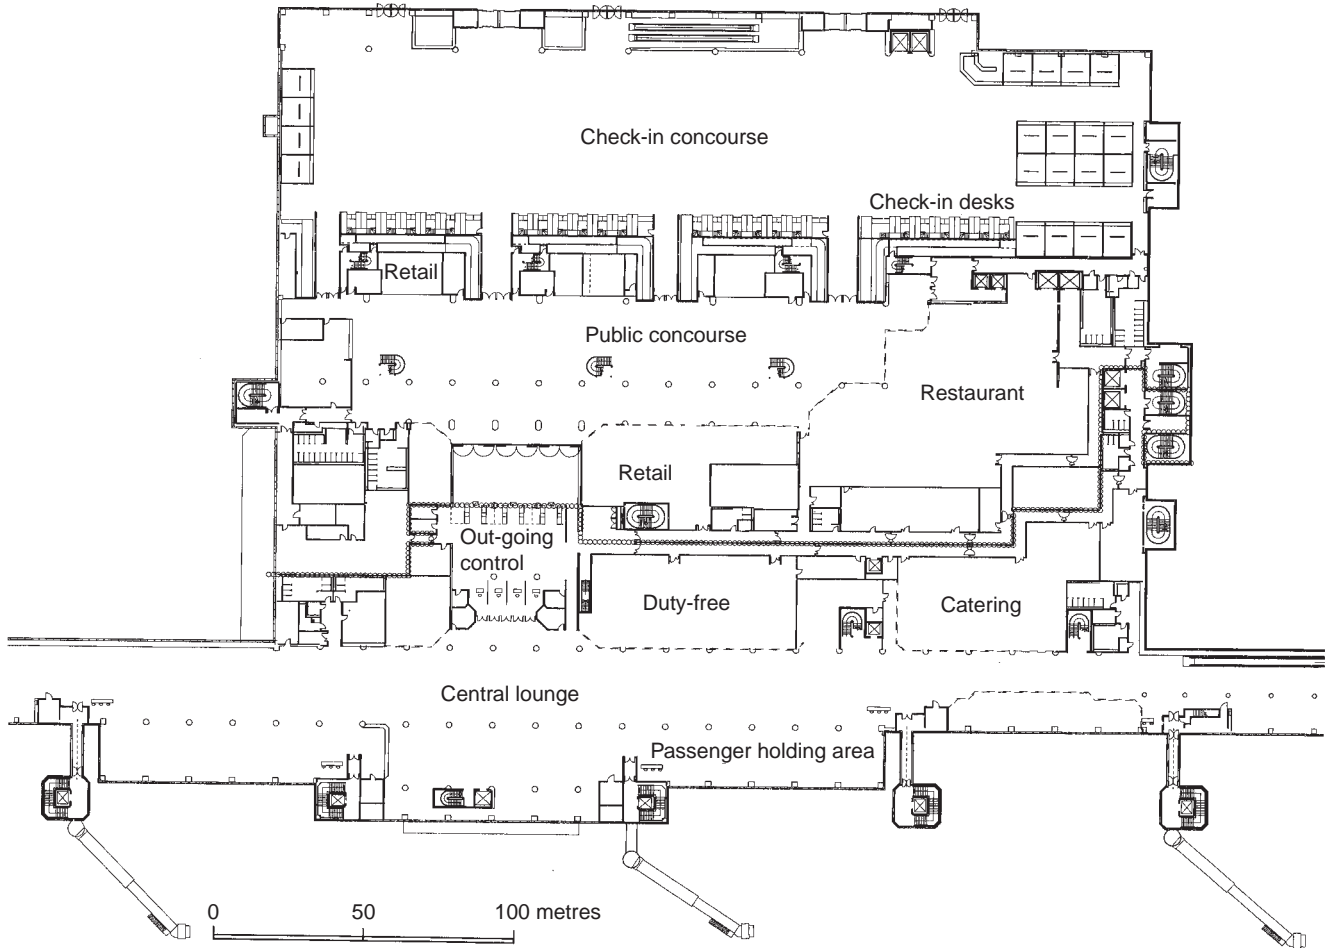 Check-in concourse
Check-in desks
Retail
Public concourse
Restaurant
Retail
Out-going
control
Duty-free
Catering
Central lounge
Passenger holding area
0 50 100 metres